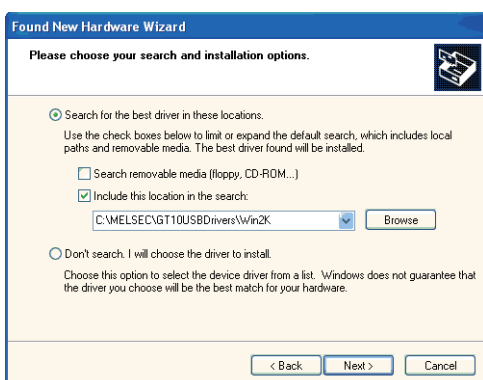 Found New Hardware Wizard
Please choose your search and installation options.
Search for the best driver in these locations.
Use the check boxes below to limit or expand the default search, which includes local
paths and removable media. The best driver found will be installed.
Search removable media (floppy, CD-ROM...)
Include this location in the search:
C:\MELSEC\GT10USBDrivers\Win2K
Browse
Don't search. I will choose the driver to install.
Choose this option to select the device driver from a list. Windows does not guarantee that
the driver you choose will be the best match for your hardware.
< Back Next > Cancel